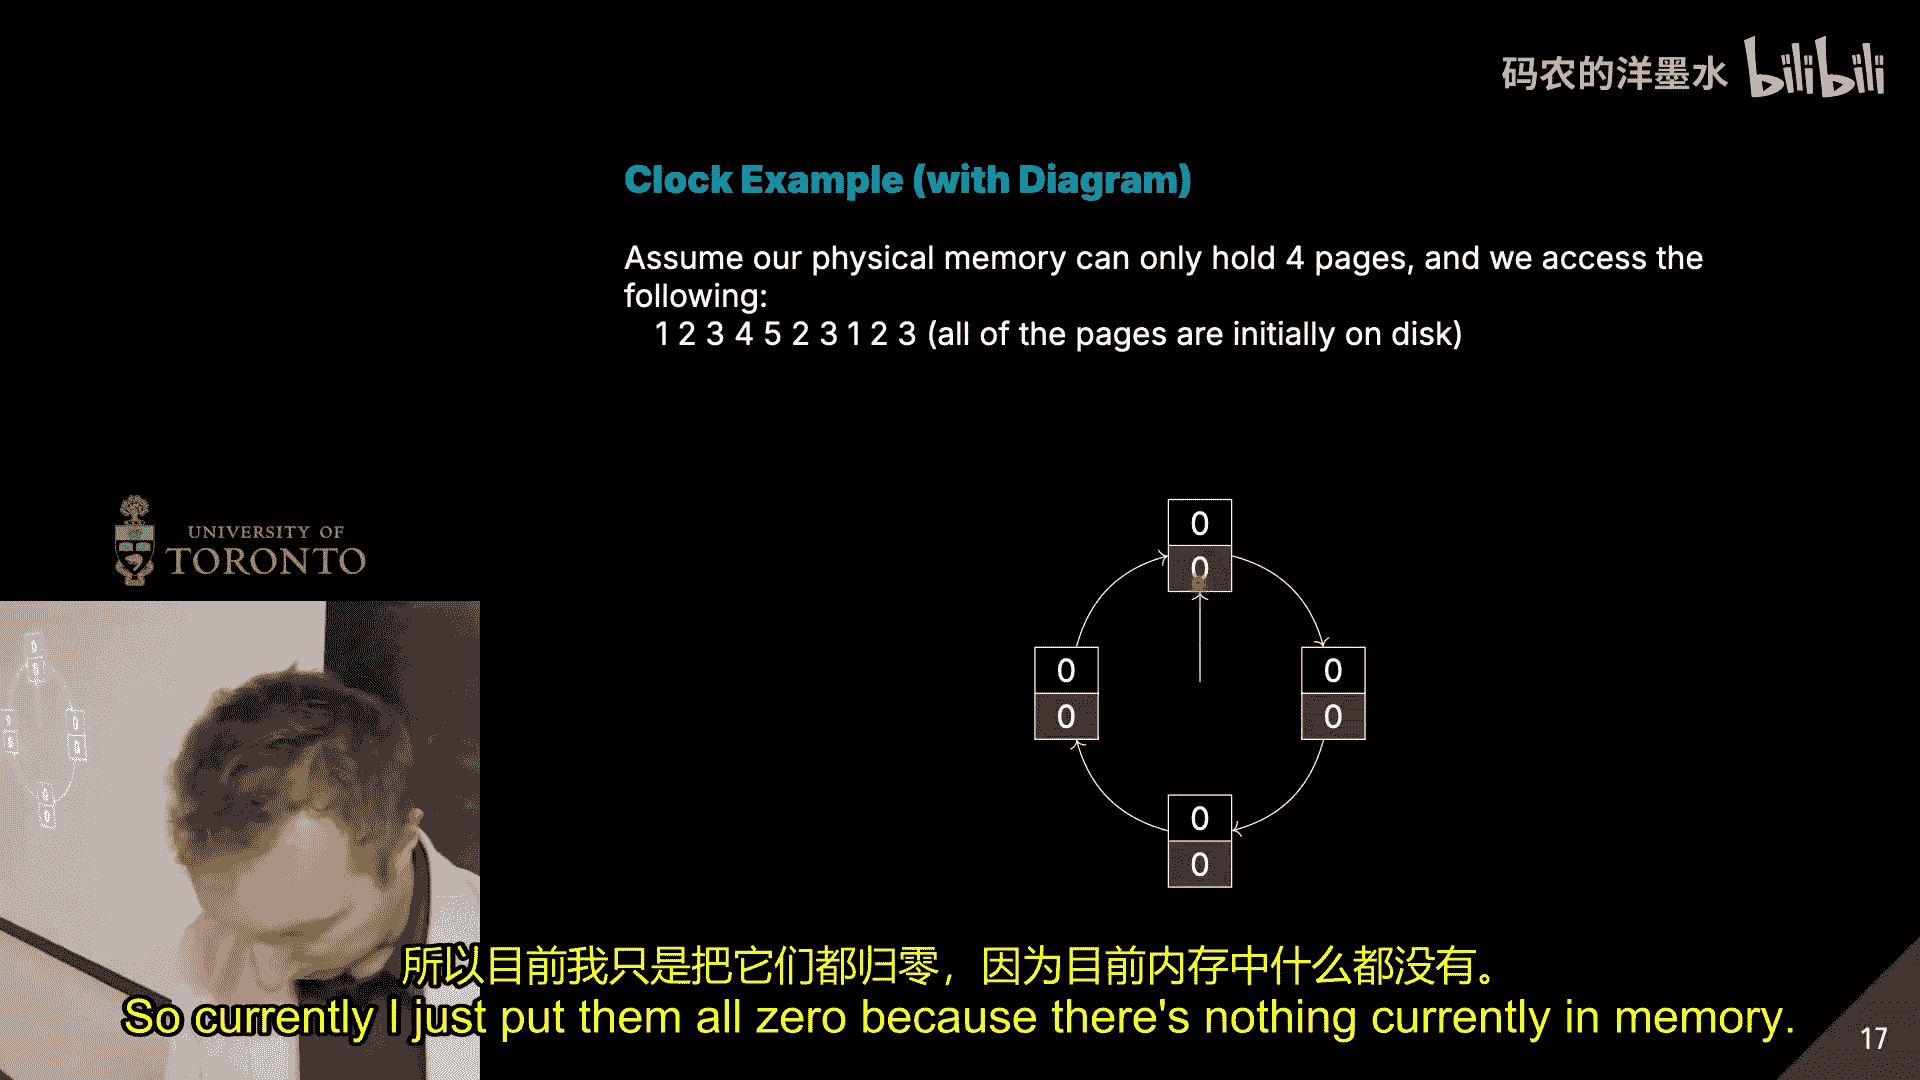 码农的洋墨水 bilibili
Clock Example (with Diagram)
Assume our physical memory can only hold 4 pages, and we access the
following:
1 2 3 4 5 2 3 1 2 3 (all of the pages are initially on disk)
UNIVERSITY OF
TORONTO
0
0
0
0
0
0
0
0
所以目前我只是把它们都归零，因为目前内存中什么都没有。
So currently I just put them all zero because there's nothing currently in memory.
17